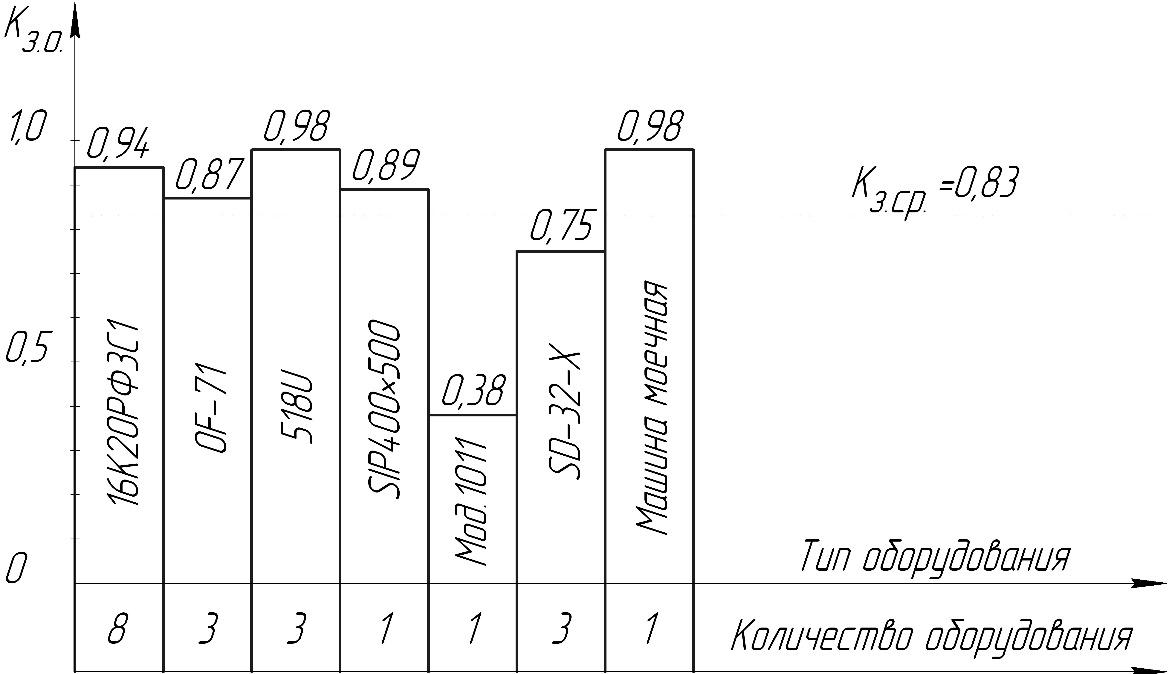 Кз.о.
1,0
0,94
0,87
0,98
0,89
0,38
0,75
0,98
Кз.ср. =0,83
0,5
0
16К20РФ3С1
OF-71
518U
SIP400×500
Мод.1011
SD-32-X
Машина моечная
Тип оборудования
8 3 3 1 1 3 1
Количество оборудования